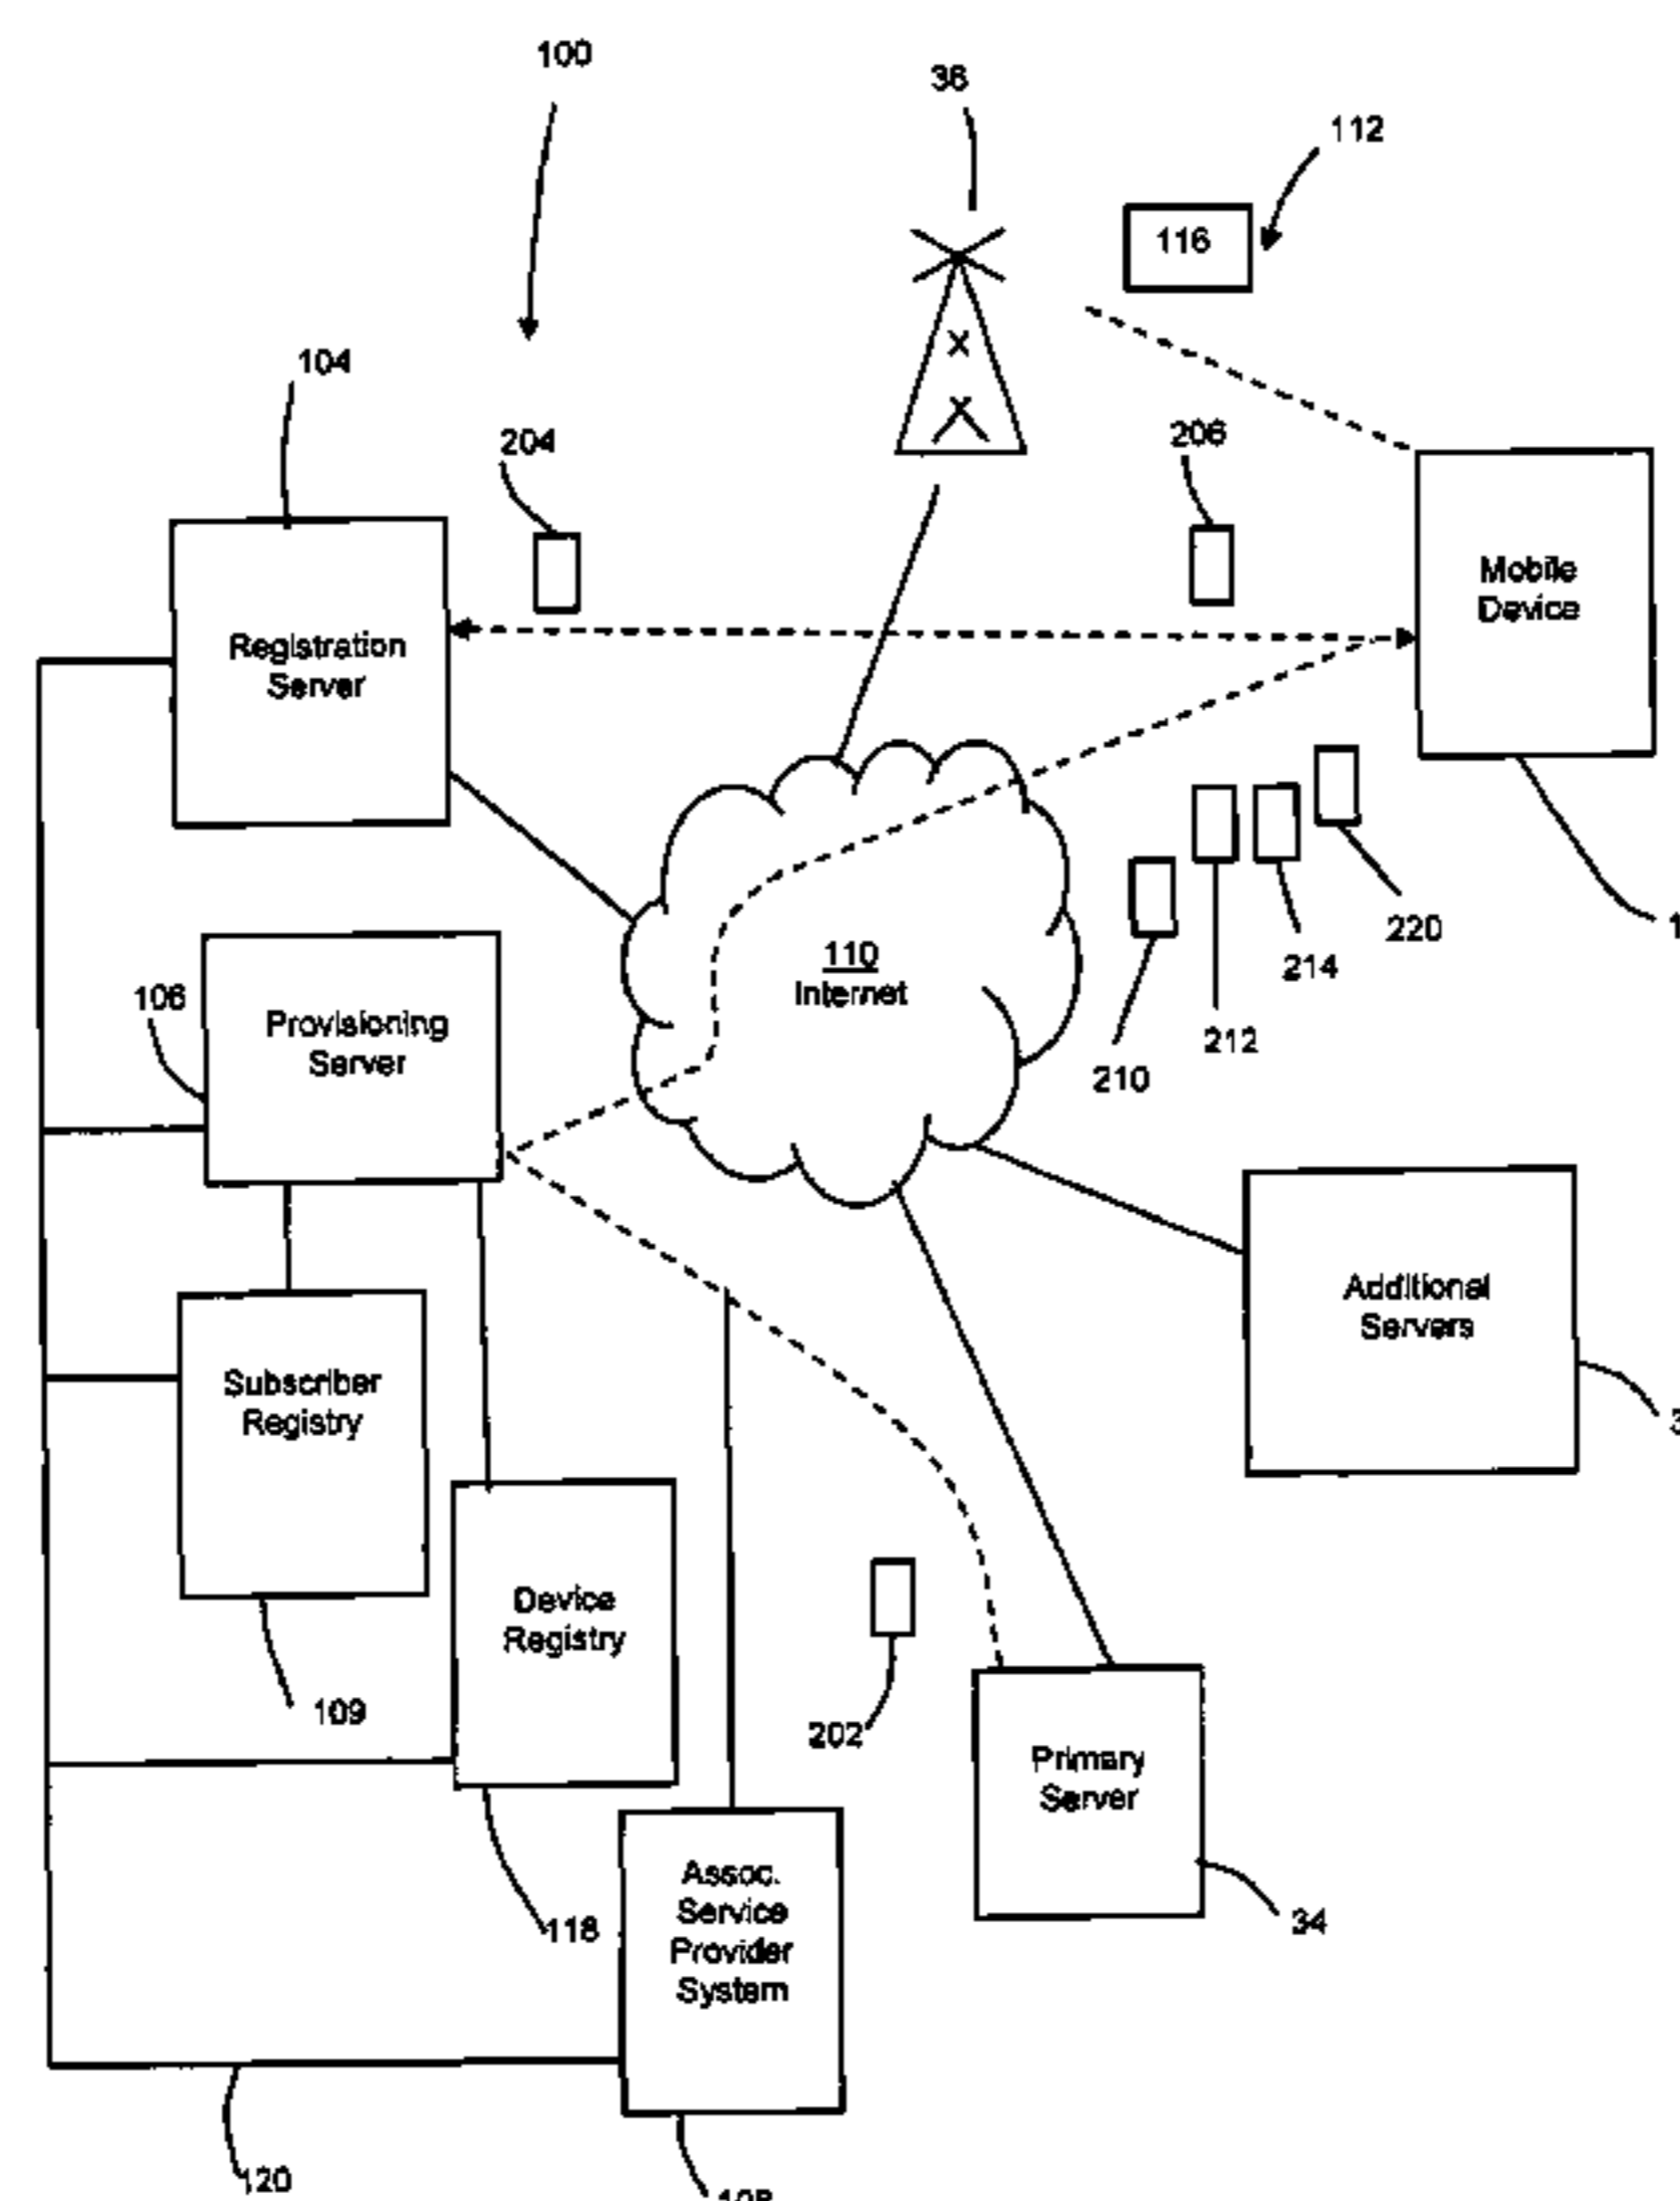 100
36
112
116
104
204
206
Mobile
Device
Registration
Server
220
214
110
Internet
106
Provisioning
Server
212
210
Additional
Servers
Subscriber
Registry
Device
Registry
109
202
Primary
Server
Assoc.
Service
Provider
System
118
34
120